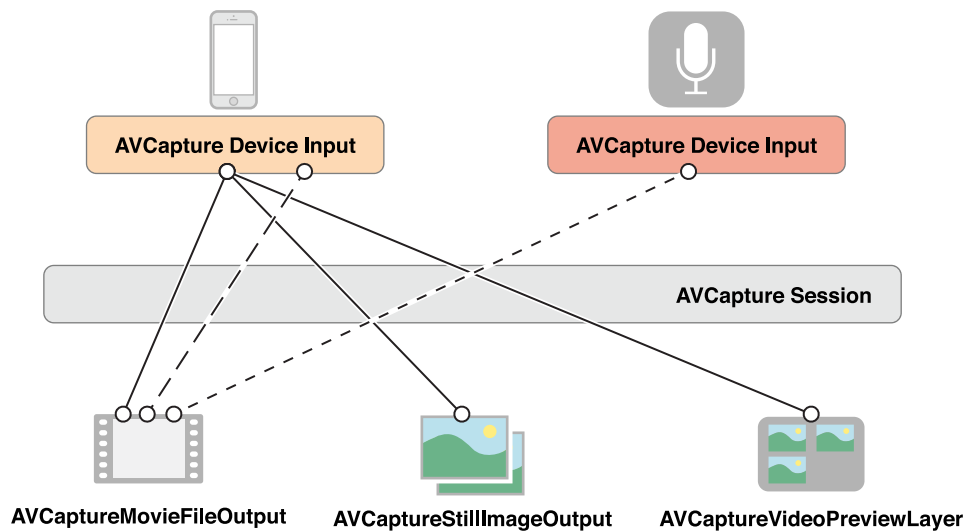 AVCapture Device Input
AVCapture Device Input
AVCapture Session
AVCaptureMovieFileOutput
AVCaptureStillImageOutput
AVCaptureVideoPreviewLayer